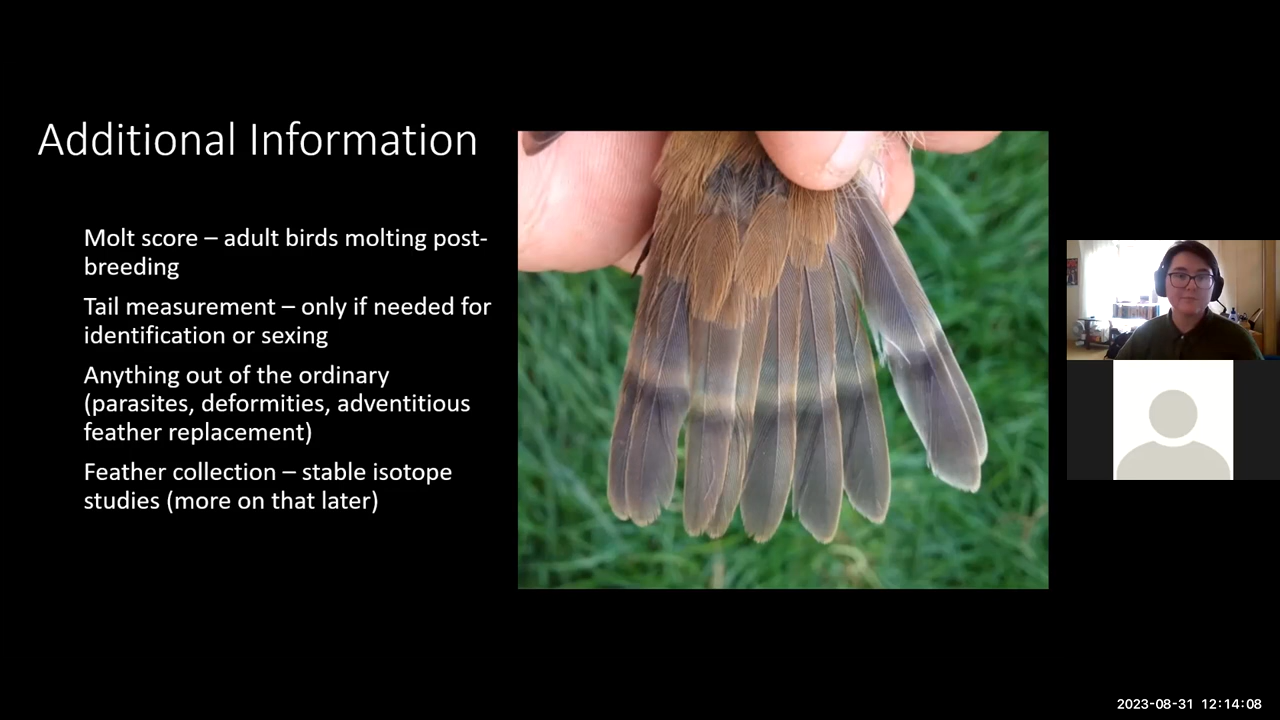 Additional Information
Molt score – adult birds molting post-
breeding
Tail measurement – only if needed for
identification or sexing
Anything out of the ordinary
(parasites, deformities, adventitious
feather replacement)
Feather collection – stable isotope
studies (more on that later)
2023-08-31 12:14:08